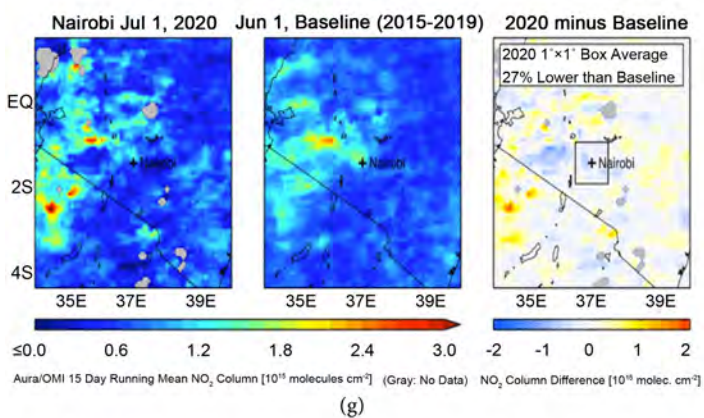 Nairobi Jul 1, 2020
Jun 1, Baseline (2015-2019)
2020 minus Baseline
2020 1°×1° Box Average
27% Lower than Baseline
EQ
2S
4S
Nairobi
Nairobi
Nairobi
35E 37E 39E
35E 37E 39E
35E 37E 39E
≤0.0 0.6 1.2 1.8 2.4 3.0
-2 -1 0 1 2
Aura/OMI 15 Day Running Mean NO₂ Column [10¹⁵ molecules cm⁻²] (Gray: No Data)
NO₂ Column Difference [10¹⁶ molec. cm⁻²]
(g)